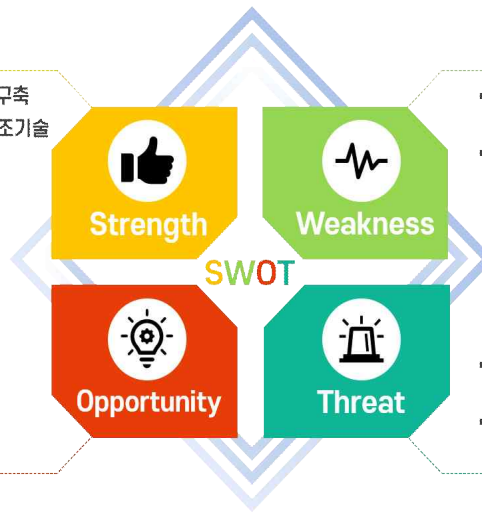 구축
조기술
Strength
Weakness
SWOT
Opportunity
Threat